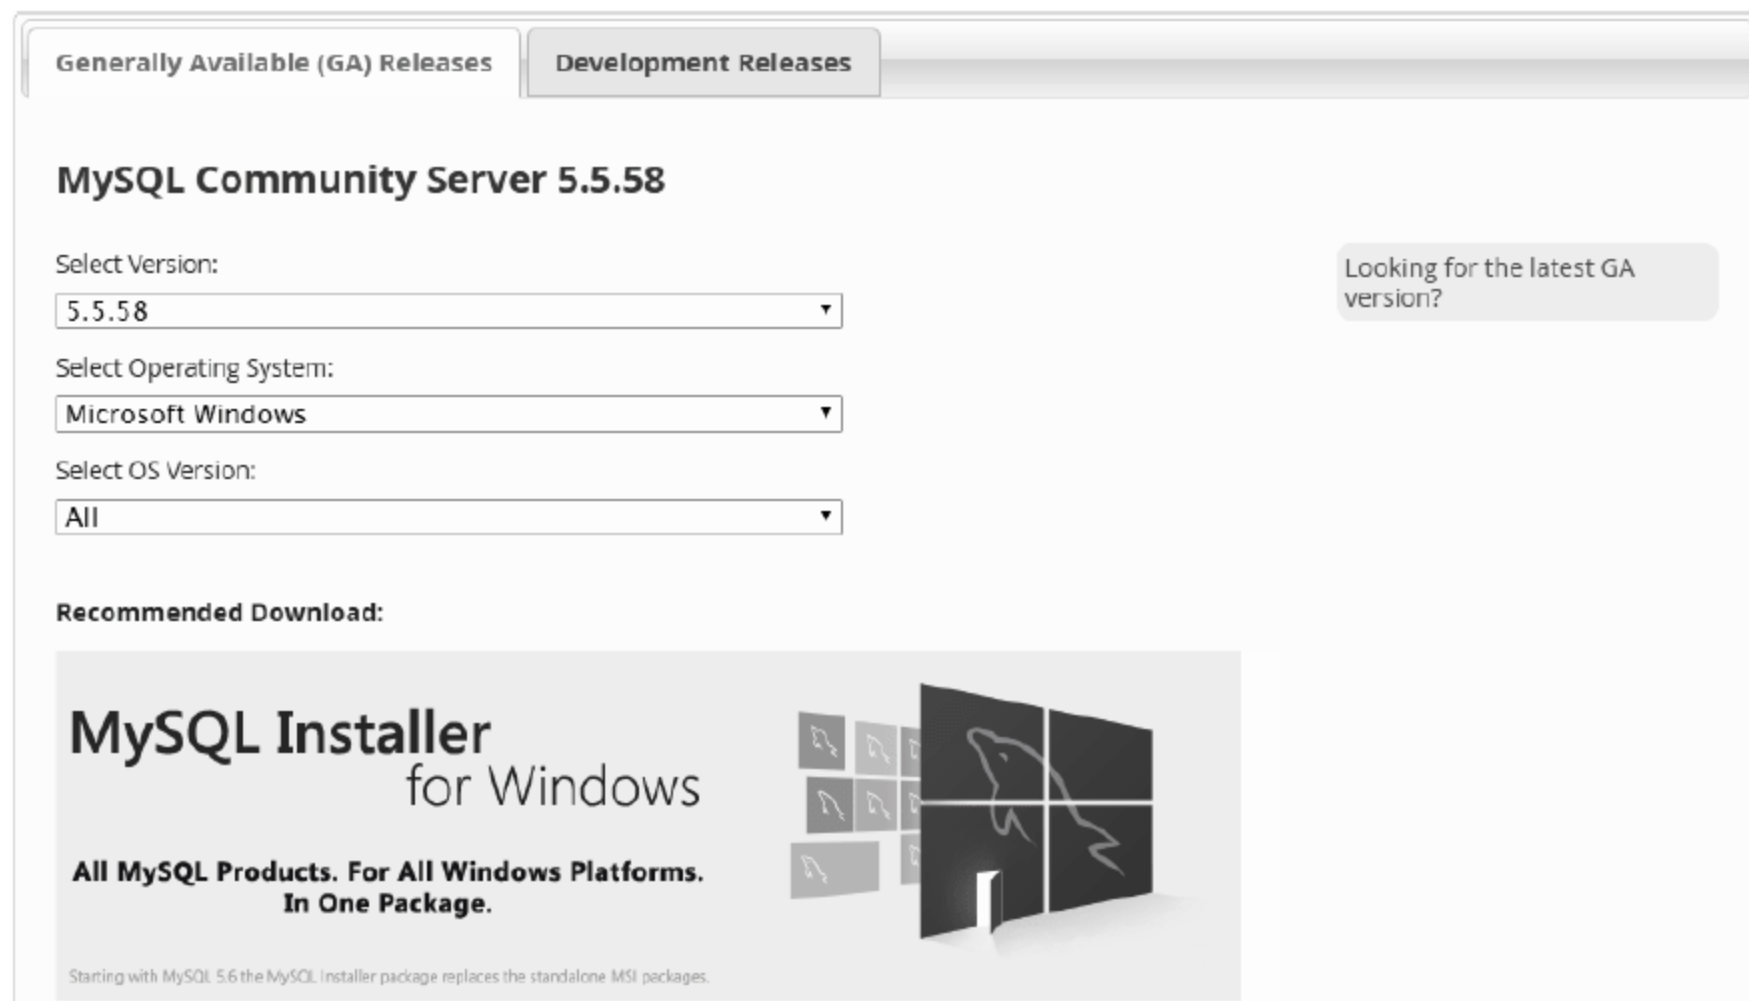 Generally Available (GA) Releases
Development Releases
MySQL Community Server 5.5.58
Select Version:
5.5.58
Looking for the latest GA
version?
Select Operating System:
Microsoft Windows
Select OS Version:
All
Recommended Download:
MySQL Installer
for Windows
All MySQL Products. For All Windows Platforms.
In One Package.
Starting with MySQL 5.6 the MySQL Installer package replaces the standalone MSI packages.